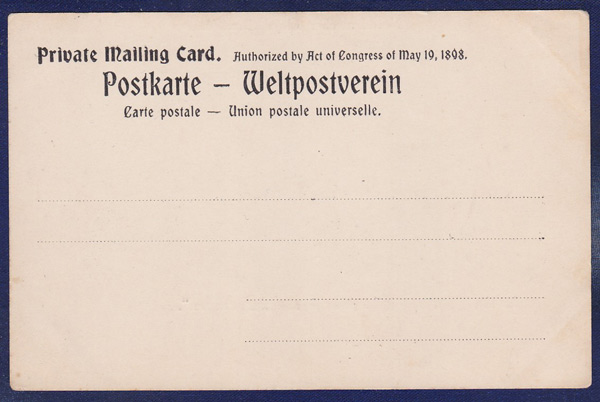 Private Mailing Card. Authorized by Act of Congress of May 19, 1898.
Postkarte — Weltpostverein
Carte postale — Union postale universelle.